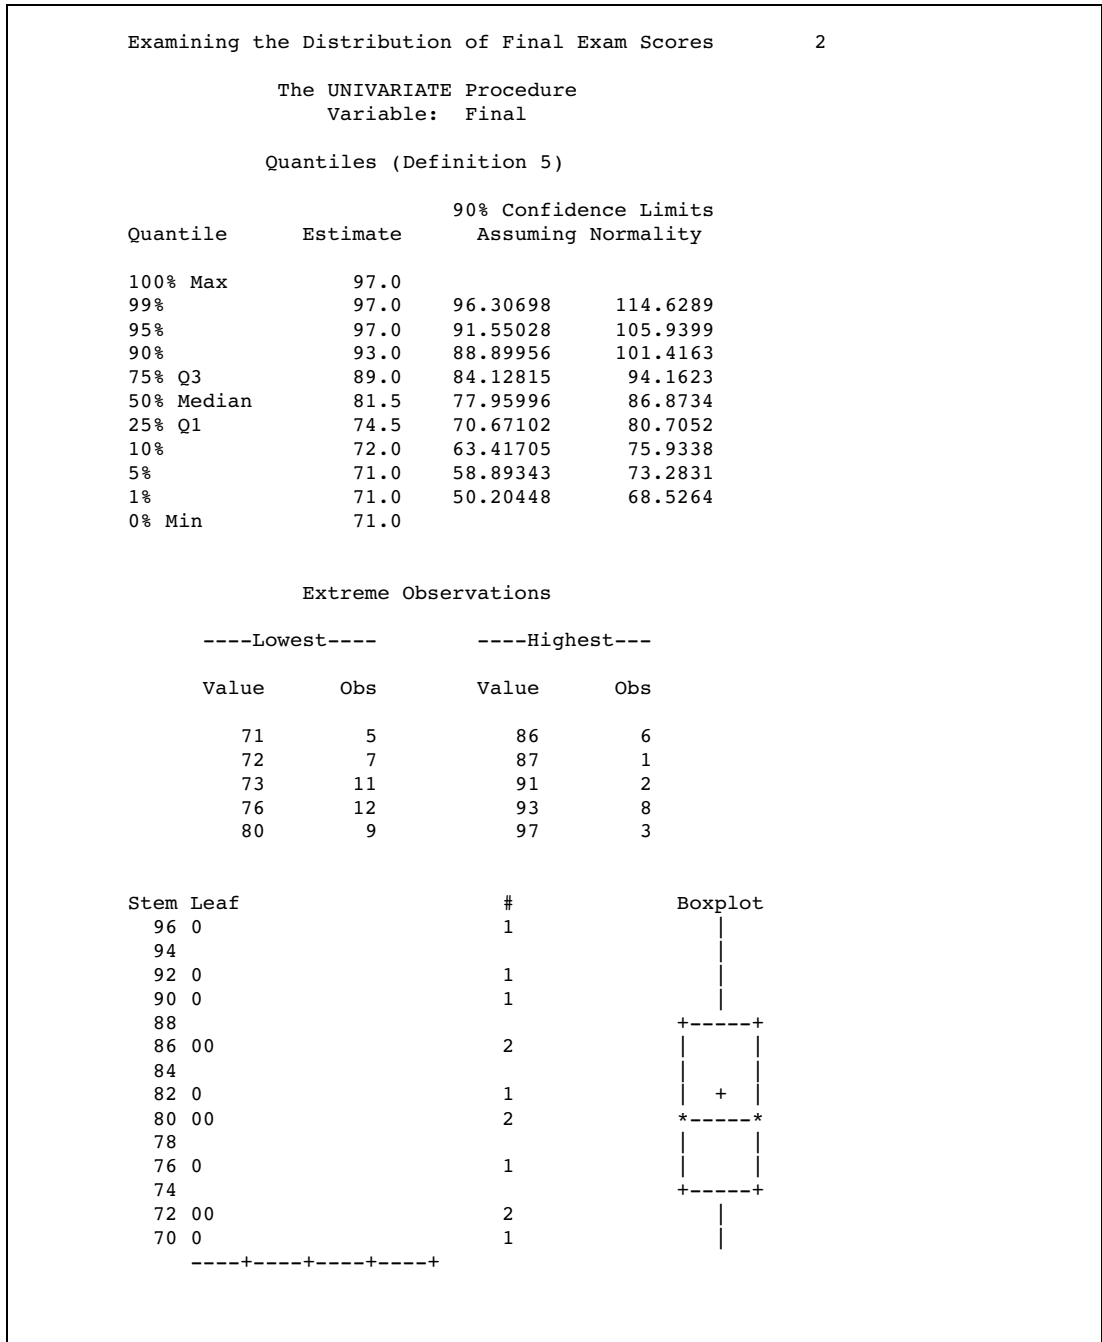 Examining the Distribution of Final Exam Scores 2
The UNIVARIATE Procedure
Variable: Final
Quantiles (Definition 5)
90% Confidence Limits
Quantile Estimate Assuming Normality
100% Max 97.0
99% 97.0 96.30698 114.6289
95% 97.0 91.55028 105.9399
90% 93.0 88.89956 101.4163
75% Q3 89.0 84.12815 94.1623
50% Median 81.5 77.95996 86.8734
25% Q1 74.5 70.67102 80.7052
10% 72.0 63.41705 75.9338
5% 71.0 58.89343 73.2831
1% 71.0 50.20448 68.5264
0% Min 71.0
Extreme Observations
----Lowest---- ----Highest---
Value Obs Value Obs
71 5 86 6
72 7 87 1
73 11 91 2
76 12 93 8
80 9 97 3
Stem Leaf # Boxplot
96 0 1 |
94 |
92 0 1 |
90 0 1 |
88 +-----+
86 00 2 | |
84 | |
82 0 1 | + |
80 00 2 *-----*
78 | |
76 0 1 | |
74 +-----+
72 00 2 |
70 0 1 |
----+----+----+----+